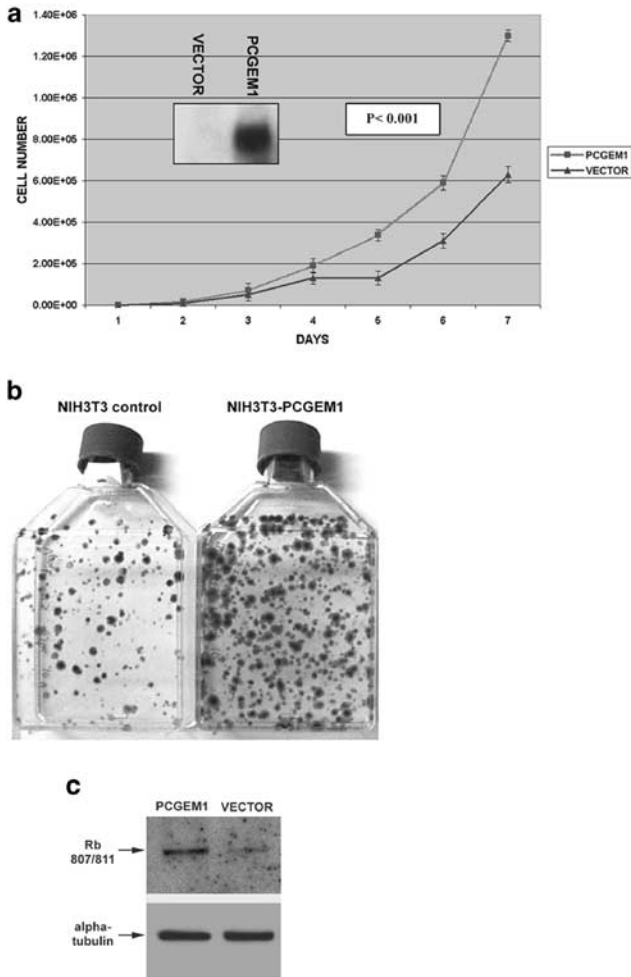 a
1.40E+06
1.20E+06
1.00E+06
8.00E+05
6.00E+05
4.00E+05
2.00E+05
0.00E+00
CELL NUMBER
VECTOR
PCGEM1
P< 0.001
PCGEM1
VECTOR
1 2 3 4 5 6 7
DAYS
b
NIH3T3 control
NIH3T3-PCGEM1
c
PCGEM1 VECTOR
Rb
807/811
alpha-
tubulin